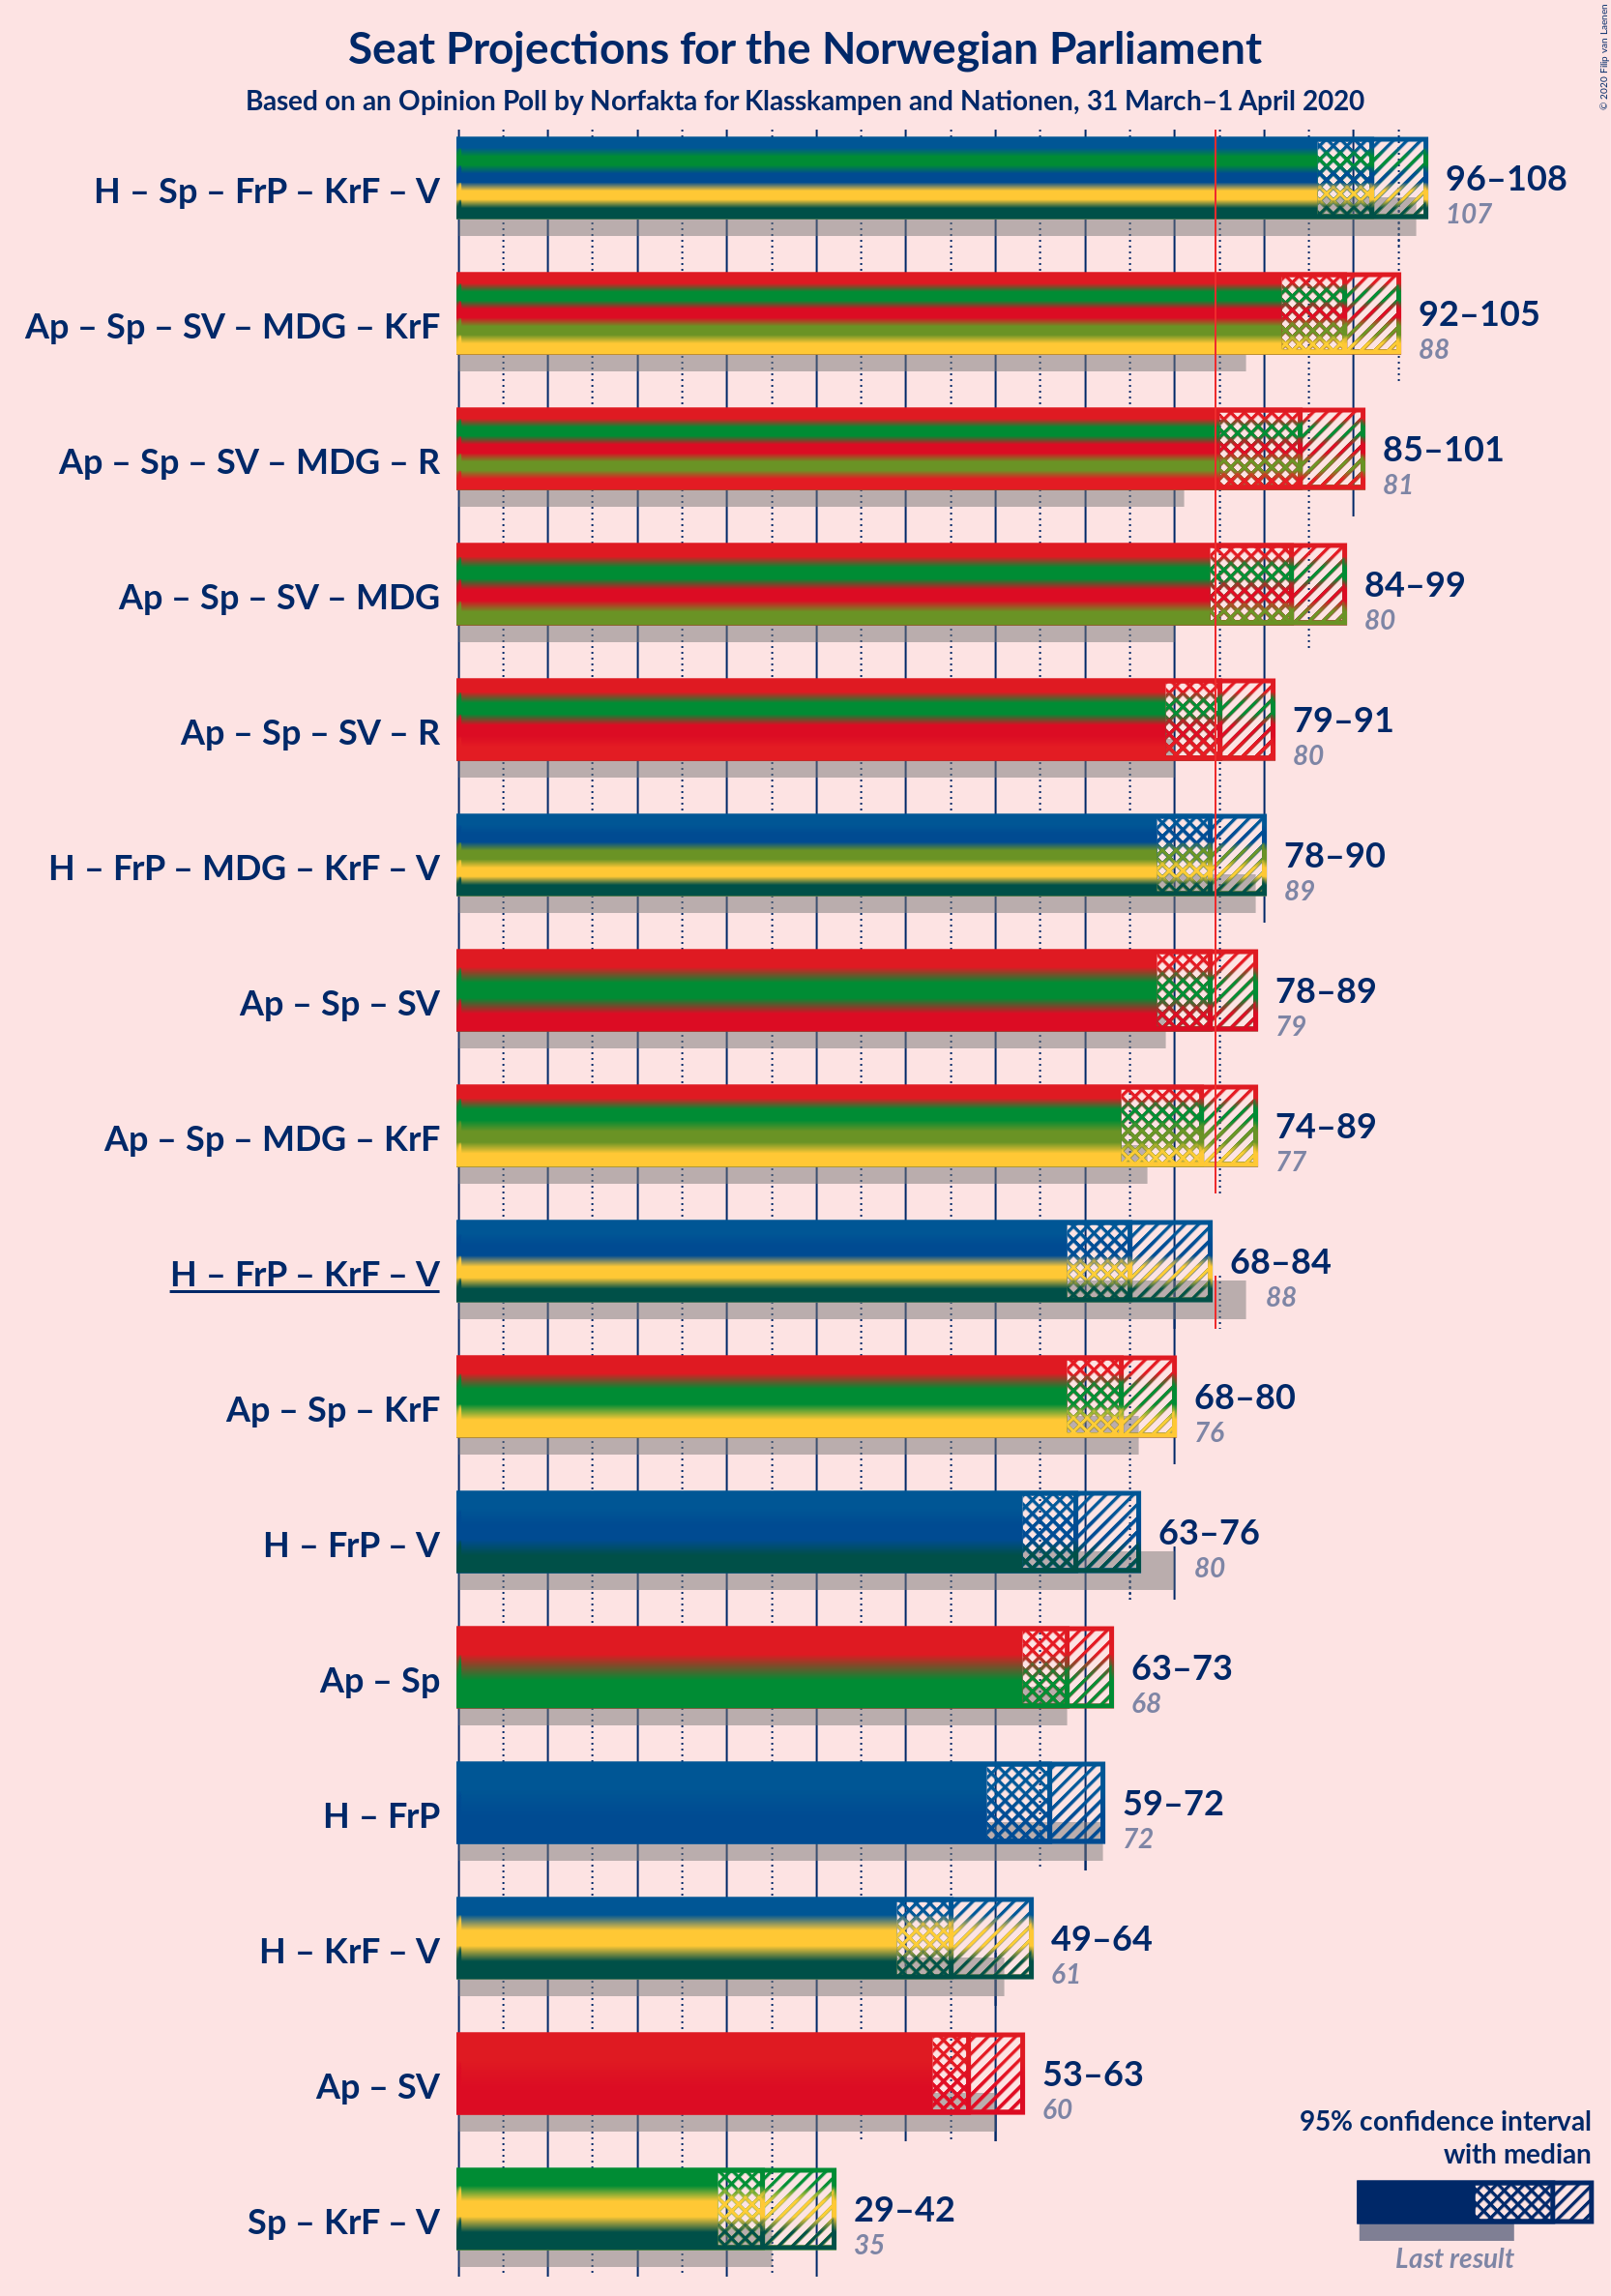 Seat Projections for the Norwegian Parliament
Based on an Opinion Poll by Norfakta for Klasskampen and Nationen, 31 March–1 April 2020
© 2020 Filip van Laenen
H – Sp – FrP – KrF – V
96–108
107
Ap – Sp – SV – MDG – KrF
92–105
88
Ap – Sp – SV – MDG – R
85–101
81
Ap – Sp – SV – MDG
84–99
80
Ap – Sp – SV – R
79–91
80
H – FrP – MDG – KrF – V
78–90
89
Ap – Sp – SV
78–89
79
Ap – Sp – MDG – KrF
74–89
77
H – FrP – KrF – V
68–84
88
Ap – Sp – KrF
68–80
76
H – FrP – V
63–76
80
Ap – Sp
63–73
68
H – FrP
59–72
72
H – KrF – V
49–64
61
Ap – SV
53–63
60
Sp – KrF – V
29–42
35
95% confidence interval
with median
Last result